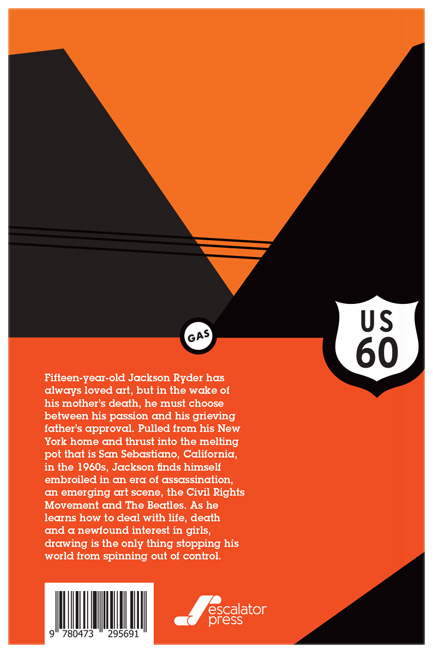 GAS
US
60
Fifteen-year-old Jackson Ryder has
always loved art, but in the wake of
his mother's death, he must choose
between his passion and his grieving
father's approval. Pulled from his New
York home and thrust into the melting
pot that is San Sebastiano, California,
in the 1960s, Jackson finds himself
embroiled in an era of assassination,
an emerging art scene, the Civil Rights
Movement and The Beatles. As he
learns how to deal with life, death
and a newfound interest in girls,
drawing is the only thing stopping his
world from spinning out of control.
9 780473 295691
escalator
press